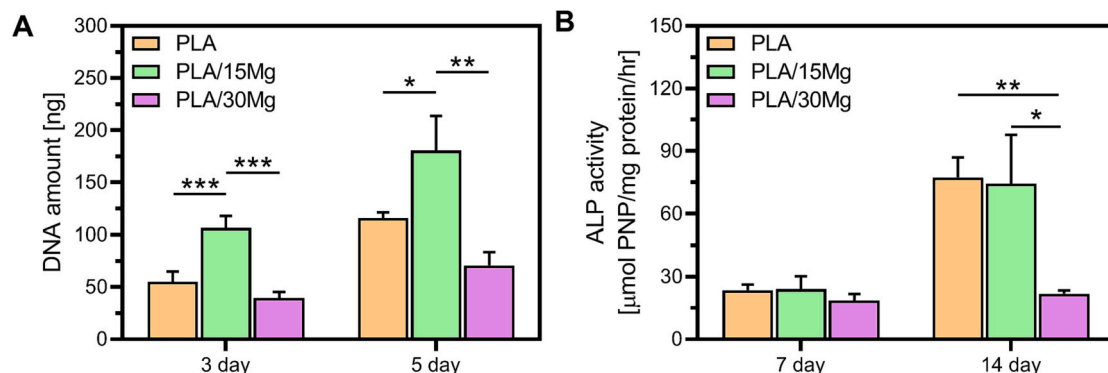 A
DNA amount [ng]
300
250
200
150
100
50
0
PLA
PLA/15Mg
PLA/30Mg
***
***
*
**
3 day
5 day
B
ALP activity
[μmol PNP/mg protein/hr]
150
120
90
60
30
0
PLA
PLA/15Mg
PLA/30Mg
**
*
7 day
14 day